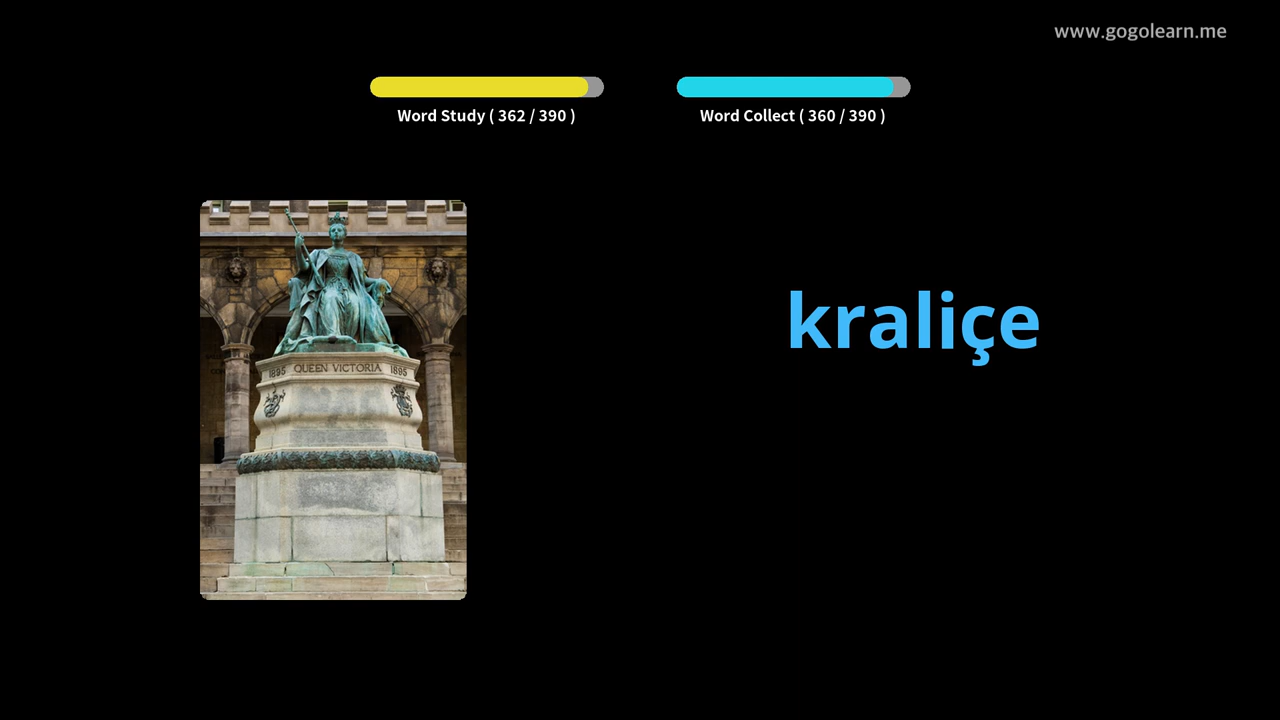 www.gogolearn.me
Word Study ( 362 / 390 )
Word Collect ( 360 / 390 )
1895 QUEEN VICTORIA 1895
kraliçe